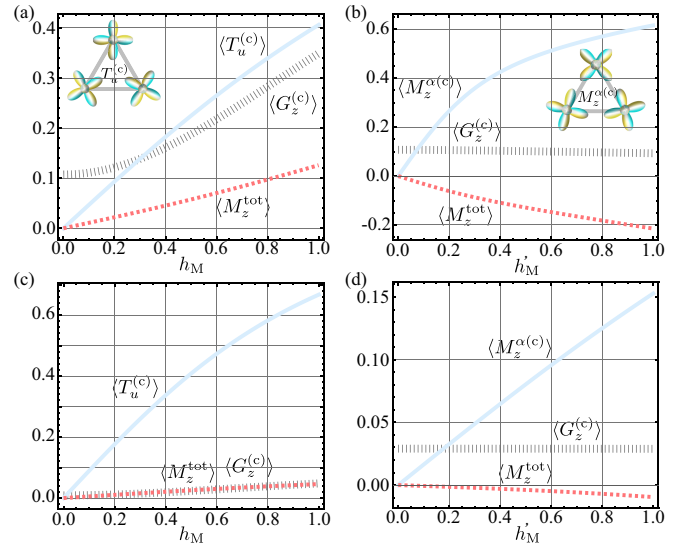 (a)
0.4
0.3
0.2
0.1
0.0
⟨T_u^(c)⟩
T_u^(c)
⟨G_z^(c)⟩
⟨M_z^tot⟩
0.0 0.2 0.4 0.6 0.8 1.0
h_M
(b)
0.6
0.4
0.2
0.0
-0.2
⟨M_z^α(c)⟩
M_z^α(c)
⟨G_z^(c)⟩
⟨M_z^tot⟩
0.0 0.2 0.4 0.6 0.8 1.0
h'_M
(c)
0.6
0.4
0.2
0.0
⟨T_u^(c)⟩
⟨M_z^tot⟩ ⟨G_z^(c)⟩
0.0 0.2 0.4 0.6 0.8 1.0
h_M
(d)
0.15
0.10
0.05
0.00
⟨M_z^α(c)⟩
⟨G_z^(c)⟩
⟨M_z^tot⟩
0.0 0.2 0.4 0.6 0.8 1.0
h'_M